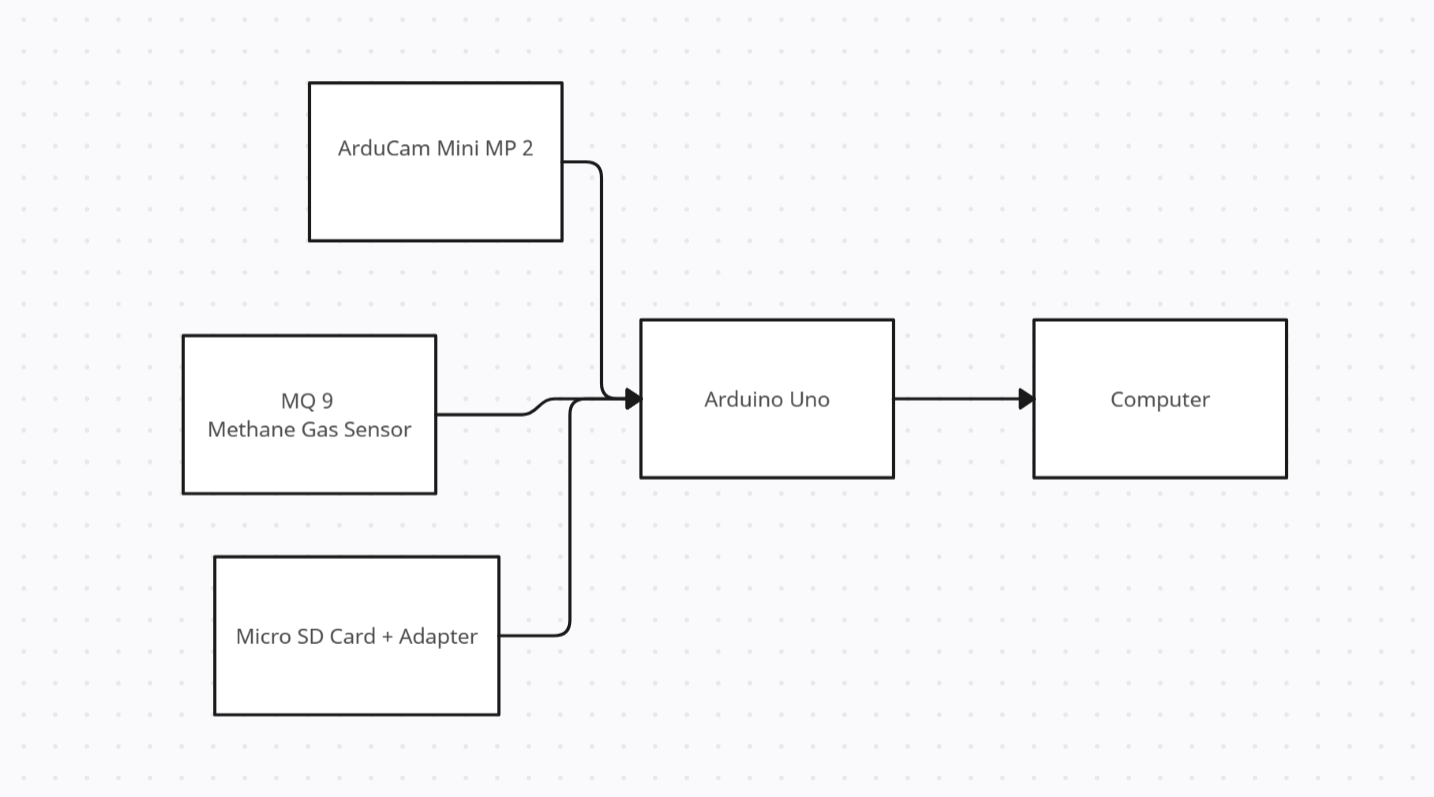 ArduCam Mini MP 2
MQ 9
Methane Gas Sensor
Arduino Uno
Computer
Micro SD Card + Adapter